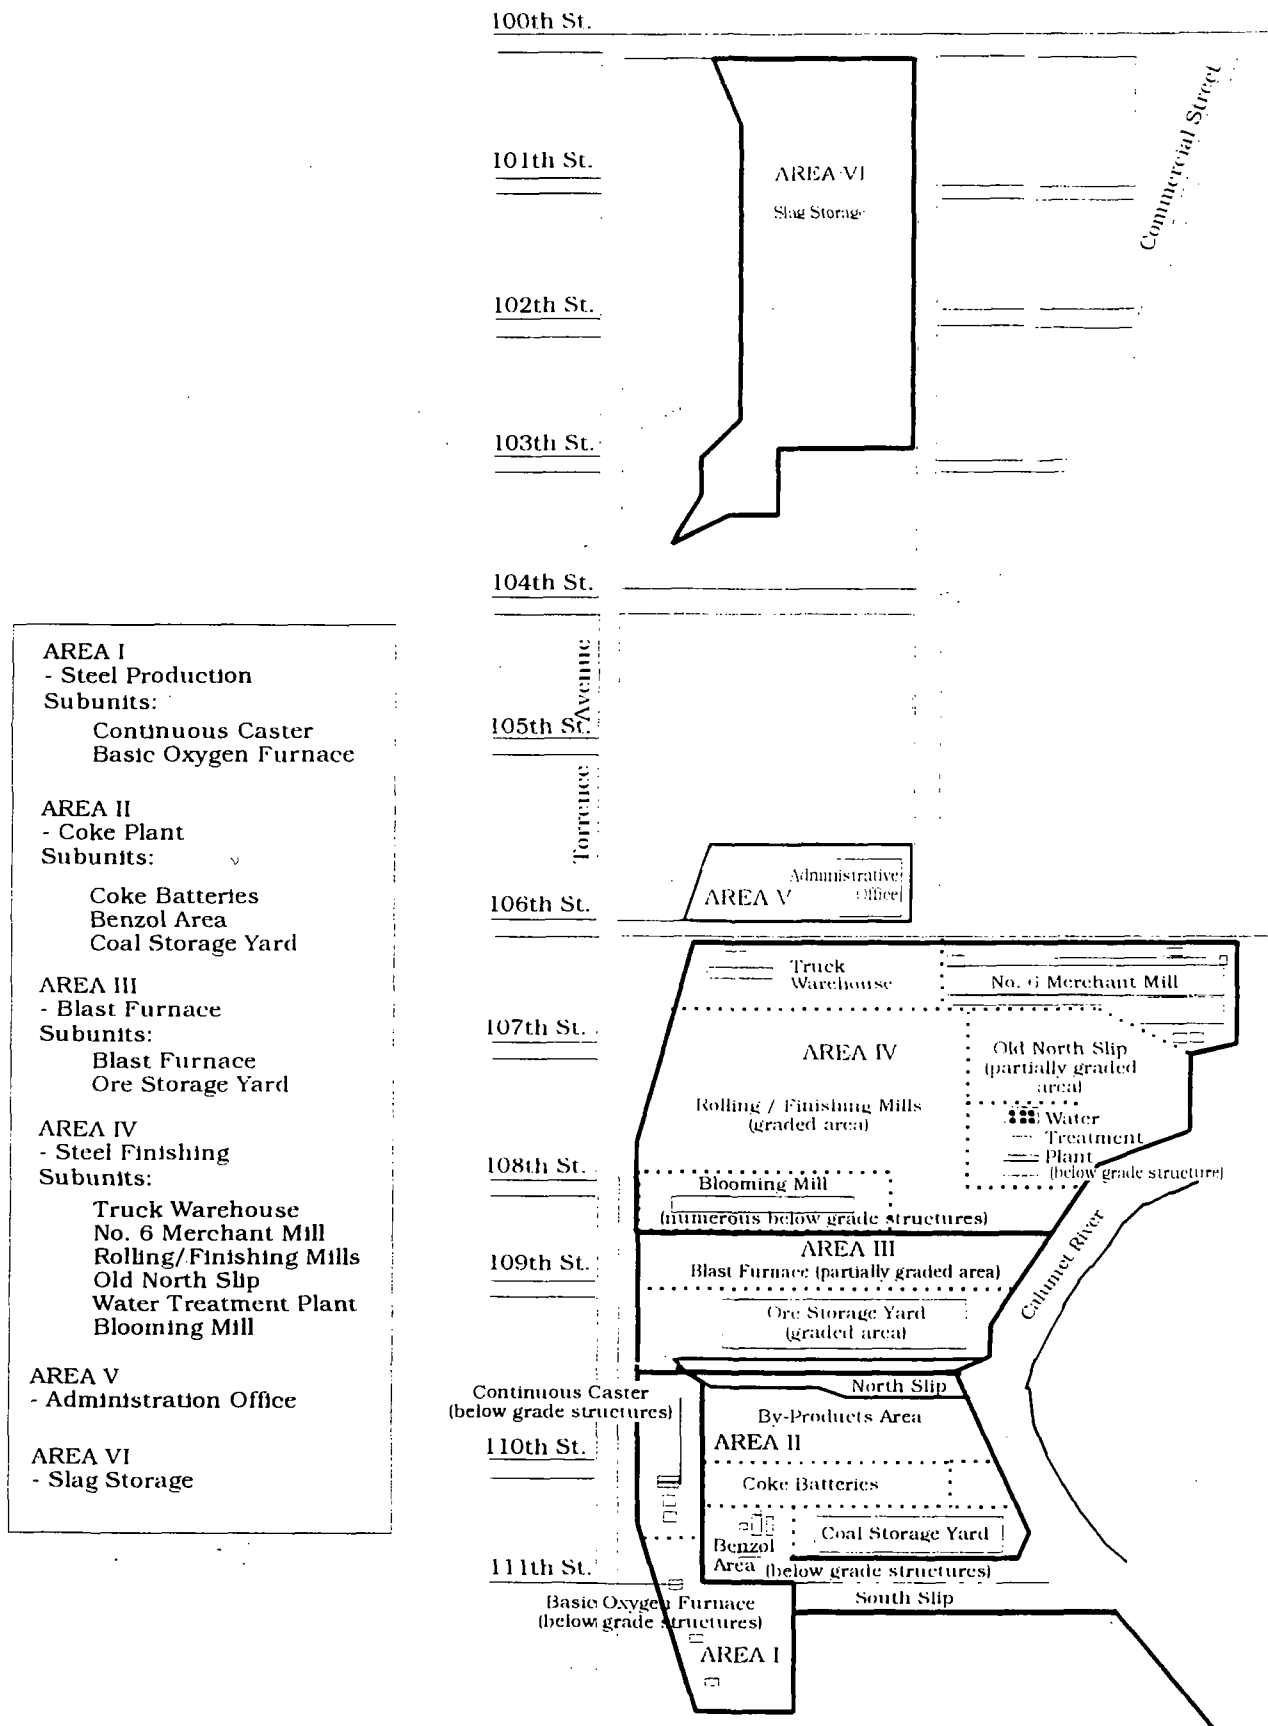 100th St.
Commercial Street
101th St.
AREA VI
Slag Storage
102th St.
103th St.
104th St.
Torrence Avenue
105th St.
106th St.
AREA I
- Steel Production
Subunits:
Continuous Caster
Basic Oxygen Furnace
AREA II
- Coke Plant
Subunits:
Coke Batteries
Benzol Area
Coal Storage Yard
AREA III
- Blast Furnace
Subunits:
Blast Furnace
Ore Storage Yard
AREA IV
- Steel Finishing
Subunits:
Truck Warehouse
No. 6 Merchant Mill
Rolling/Finishing Mills
Old North Slip
Water Treatment Plant
Blooming Mill
AREA V
- Administration Office
AREA VI
- Slag Storage
Administrative
Office
AREA V
Truck
Warehouse
No. 6 Merchant Mill
107th St.
AREA IV
Old North Slip
(partially graded
area)
Rolling / Finishing Mills
(graded area)
Water
Treatment
Plant
(below grade structure)
108th St.
Blooming Mill
(numerous below grade structures)
Calumet River
AREA III
109th St.
Blast Furnace (partially graded area)
Ore Storage Yard
(graded area)
North Slip
Continuous Caster
(below grade structures)
By-Products Area
110th St.
AREA II
Coke Batteries
Coal Storage Yard
Benzol
Area
(below grade structures)
111th St.
South Slip
Basic Oxygen Furnace
(below grade structures)
AREA I